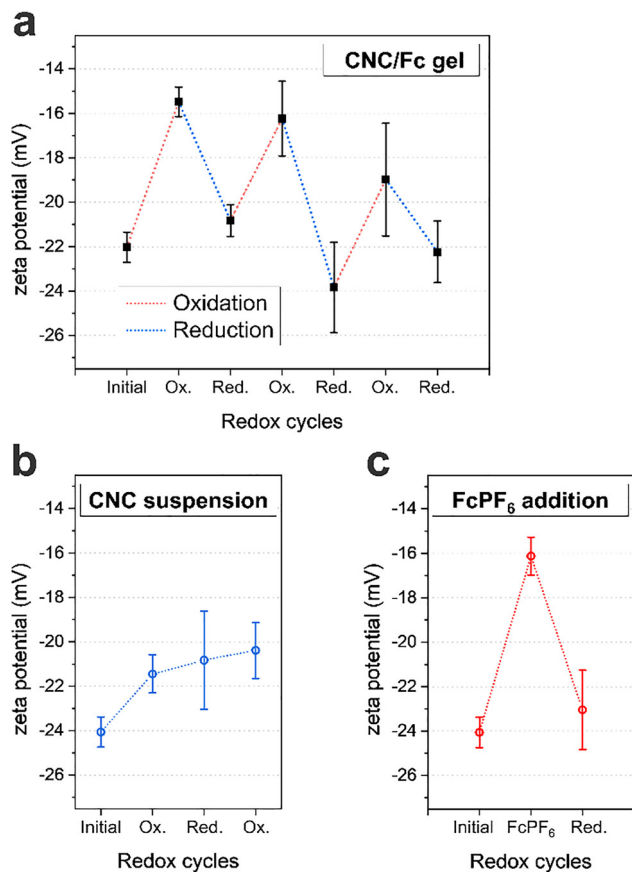 a
CNC/Fc gel
zeta potential (mV)
-14
-16
-18
-20
-22
-24
-26
Oxidation
Reduction
Initial Ox. Red. Ox. Red. Ox. Red.
Redox cycles
b
CNC suspension
zeta potential (mV)
-14
-16
-18
-20
-22
-24
-26
Initial Ox. Red. Ox.
Redox cycles
c
FcPF₆ addition
zeta potential (mV)
-14
-16
-18
-20
-22
-24
-26
Initial FcPF₆ Red.
Redox cycles